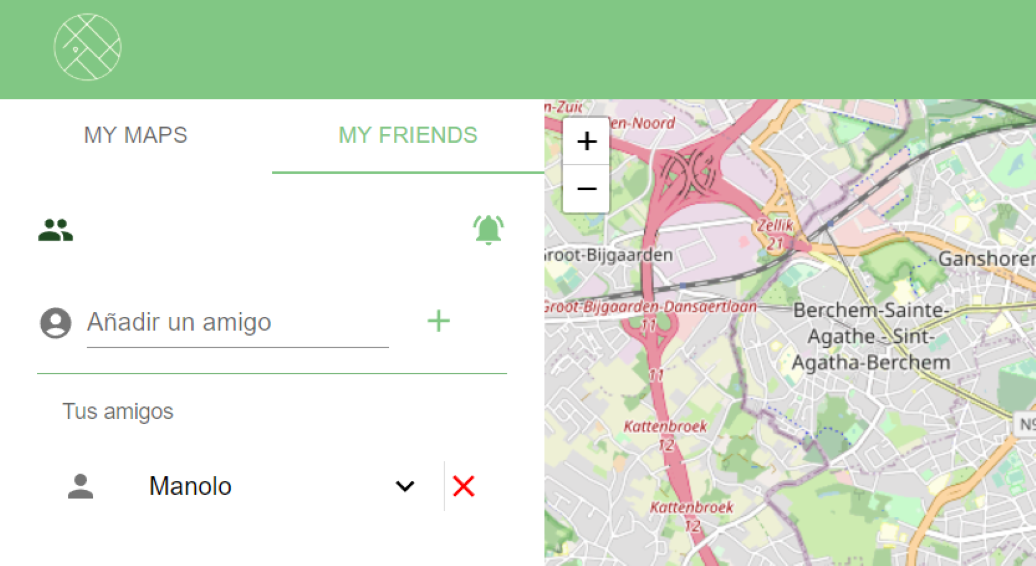 MY MAPS
MY FRIENDS
Añadir un amigo
+
Tus amigos
Manolo
+
−
n-Zuid
en-Noord
Zellik
21
Groot-Bijgaarden
Ganshoren
Groot-Bijgaarden-Dansaertlaan
11
Berchem-Sainte-
Agathe - Sint-
Agatha-Berchem
11
11
Kattenbroek
12
Kattenbroek
12
N9